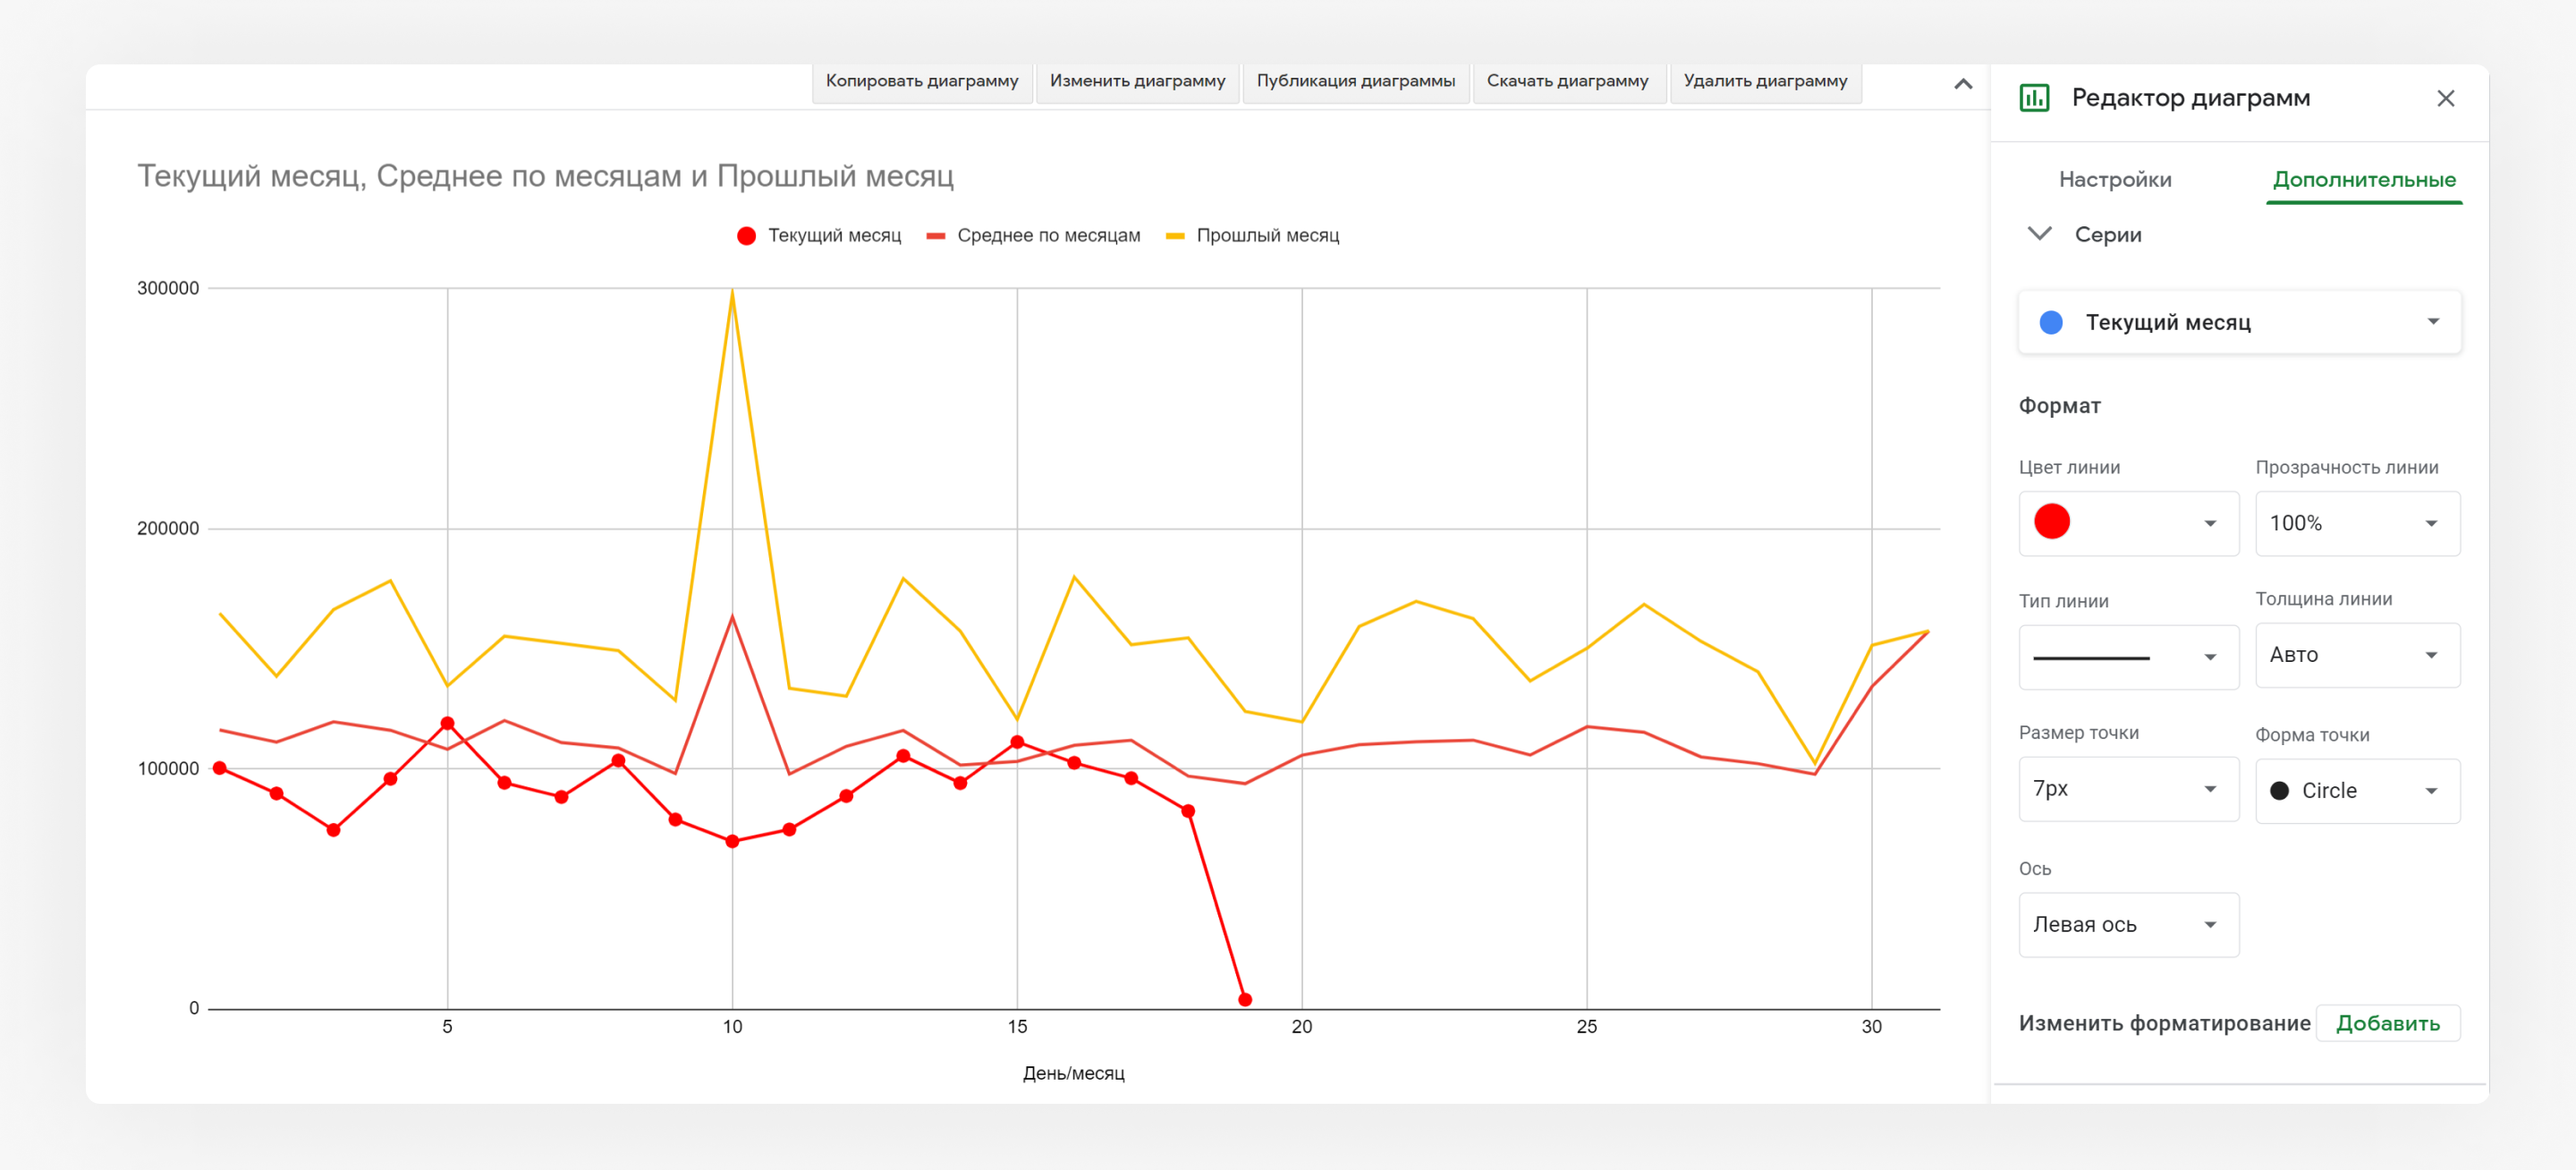 Копировать диаграмму
Изменить диаграмму
Публикация диаграммы
Скачать диаграмму
Удалить диаграмму
Текущий месяц, Среднее по месяцам и Прошлый месяц
Текущий месяц
Среднее по месяцам
Прошлый месяц
300000
200000
100000
0
5
10
15
20
25
30
День/месяц
Редактор диаграмм
Настройки
Дополнительные
Серии
Текущий месяц
Формат
Цвет линии
Прозрачность линии
100%
Тип линии
Толщина линии
Авто
Размер точки
Форма точки
7px
Circle
Ось
Левая ось
Изменить форматирование
Добавить